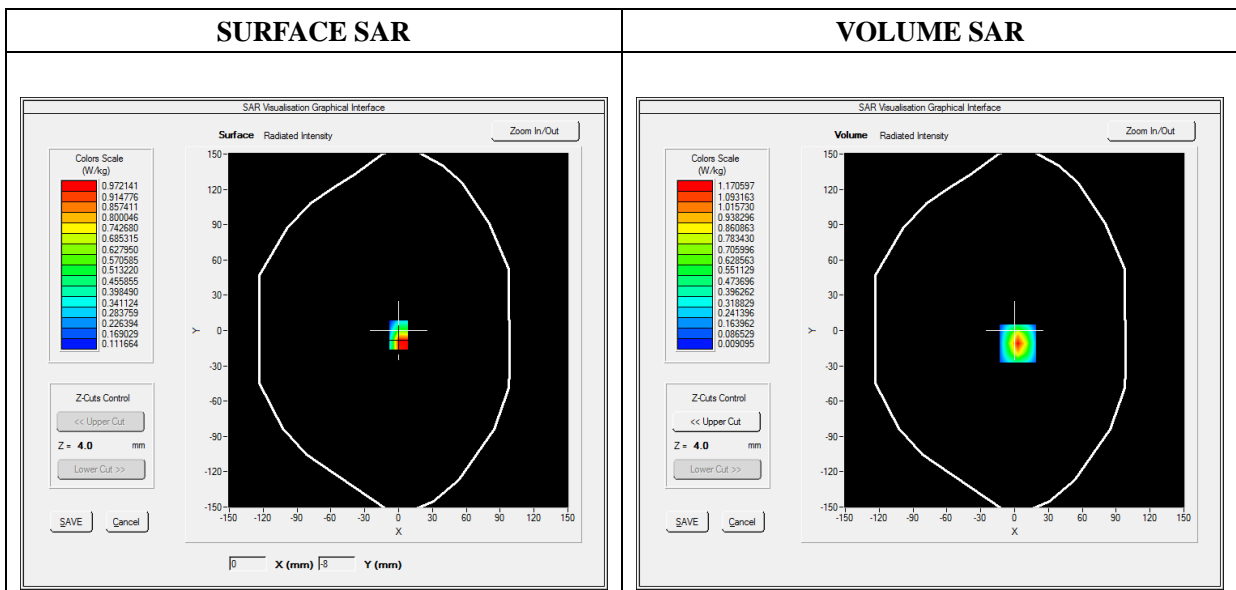 SURFACE SAR
VOLUME SAR
SAR Visualisation Graphical Interface
Surface Radiated Intensity
Zoom In/Out
Colors Scale
(W/kg)
0.972141
0.914776
0.857411
0.800046
0.742680
0.685315
0.627950
0.570585
0.513220
0.455855
0.398490
0.341124
0.283759
0.226394
0.169029
0.111664
Z-Cuts Control
<< Upper Cut
Z = 4.0 mm
Lower Cut >>
SAVE Cancel
150
120
90
60
30
0
-30
-60
-90
-120
-150
Y
-150 -120 -90 -60 -30 0 30 60 90 120 150
X
0 X (mm) -8 Y (mm)
SAR Visualisation Graphical Interface
Volume Radiated Intensity
Zoom In/Out
Colors Scale
(W/kg)
1.170597
1.093163
1.015730
0.938296
0.860863
0.783430
0.705996
0.628563
0.551129
0.473696
0.396262
0.318829
0.241396
0.163962
0.086529
0.009095
Z-Cuts Control
<< Upper Cut
Z = 4.0 mm
Lower Cut >>
SAVE Cancel
150
120
90
60
30
0
-30
-60
-90
-120
-150
Y
-150 -120 -90 -60 -30 0 30 60 90 120 150
X